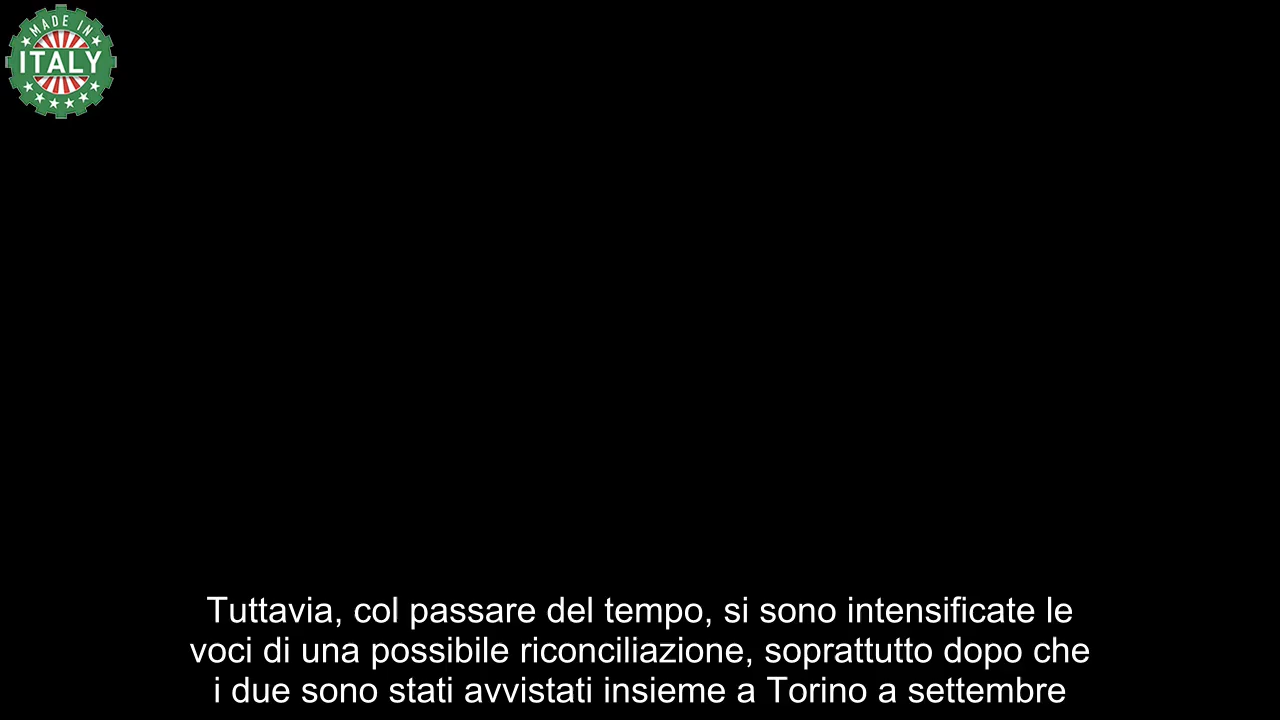 MADE IN
ITALY
Tuttavia, col passare del tempo, si sono intensificate le
voci di una possibile riconciliazione, soprattutto dopo che
i due sono stati avvistati insieme a Torino a settembre